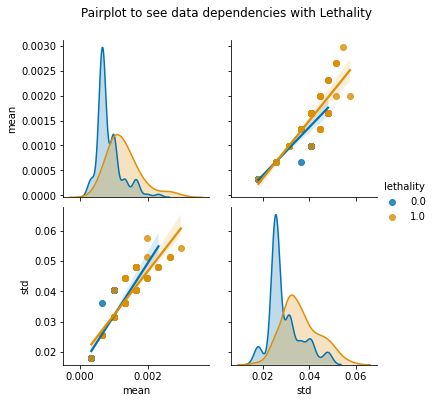 Pairplot to see data dependencies with Lethality
0.0030
0.0025
0.0020
0.0015
0.0010
0.0005
0.0000
mean
lethality
0.0
1.0
0.06
0.05
0.04
0.03
0.02
std
0.000 0.002
mean
0.02 0.04 0.06
std